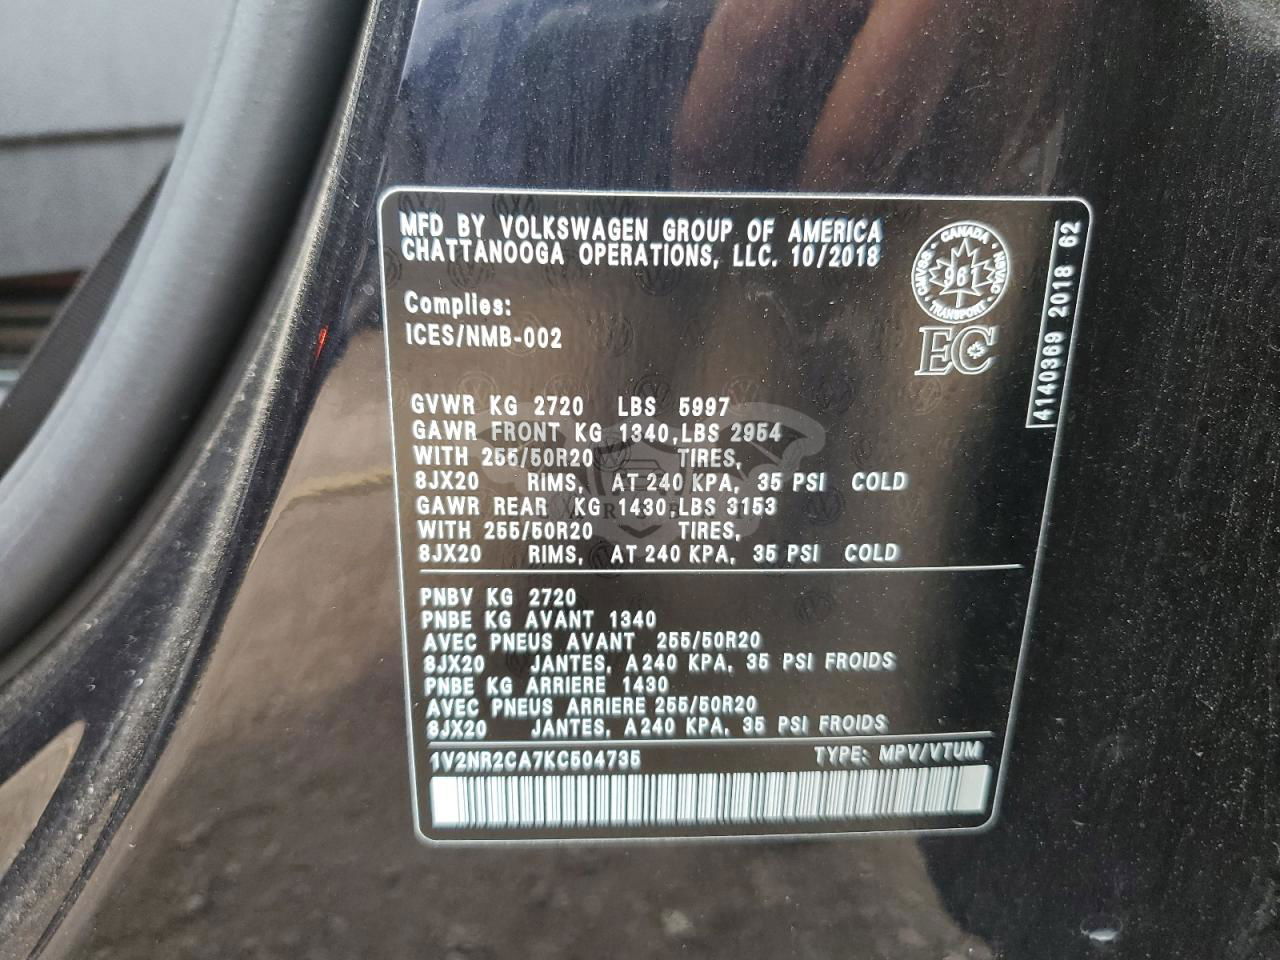 MFD BY VOLKSWAGEN GROUP OF AMERICA
CHATTANOOGA OPERATIONS, LLC. 10/2018
CANADA
CMVSS
961
NSVAC
TRANSPORT
EC
4140369 2018 62
Complies:
ICES/NMB-002
GVWR KG 2720 LBS 5997
GAWR FRONT KG 1340, LBS 2954
WITH 255/50R20 TIRES,
8JX20 RIMS, AT 240 KPA, 35 PSI COLD
GAWR REAR KG 1430, LBS 3153
WITH 255/50R20 TIRES,
8JX20 RIMS, AT 240 KPA, 35 PSI COLD
PNBV KG 2720
PNBE KG AVANT 1340
AVEC PNEUS AVANT 255/50R20
8JX20 JANTES, A 240 KPA, 35 PSI FROIDS
PNBE KG ARRIERE 1430
AVEC PNEUS ARRIERE 255/50R20
8JX20 JANTES, A 240 KPA, 35 PSI FROIDS
1V2NR2CA7KC504735 TYPE: MPV/VTUM